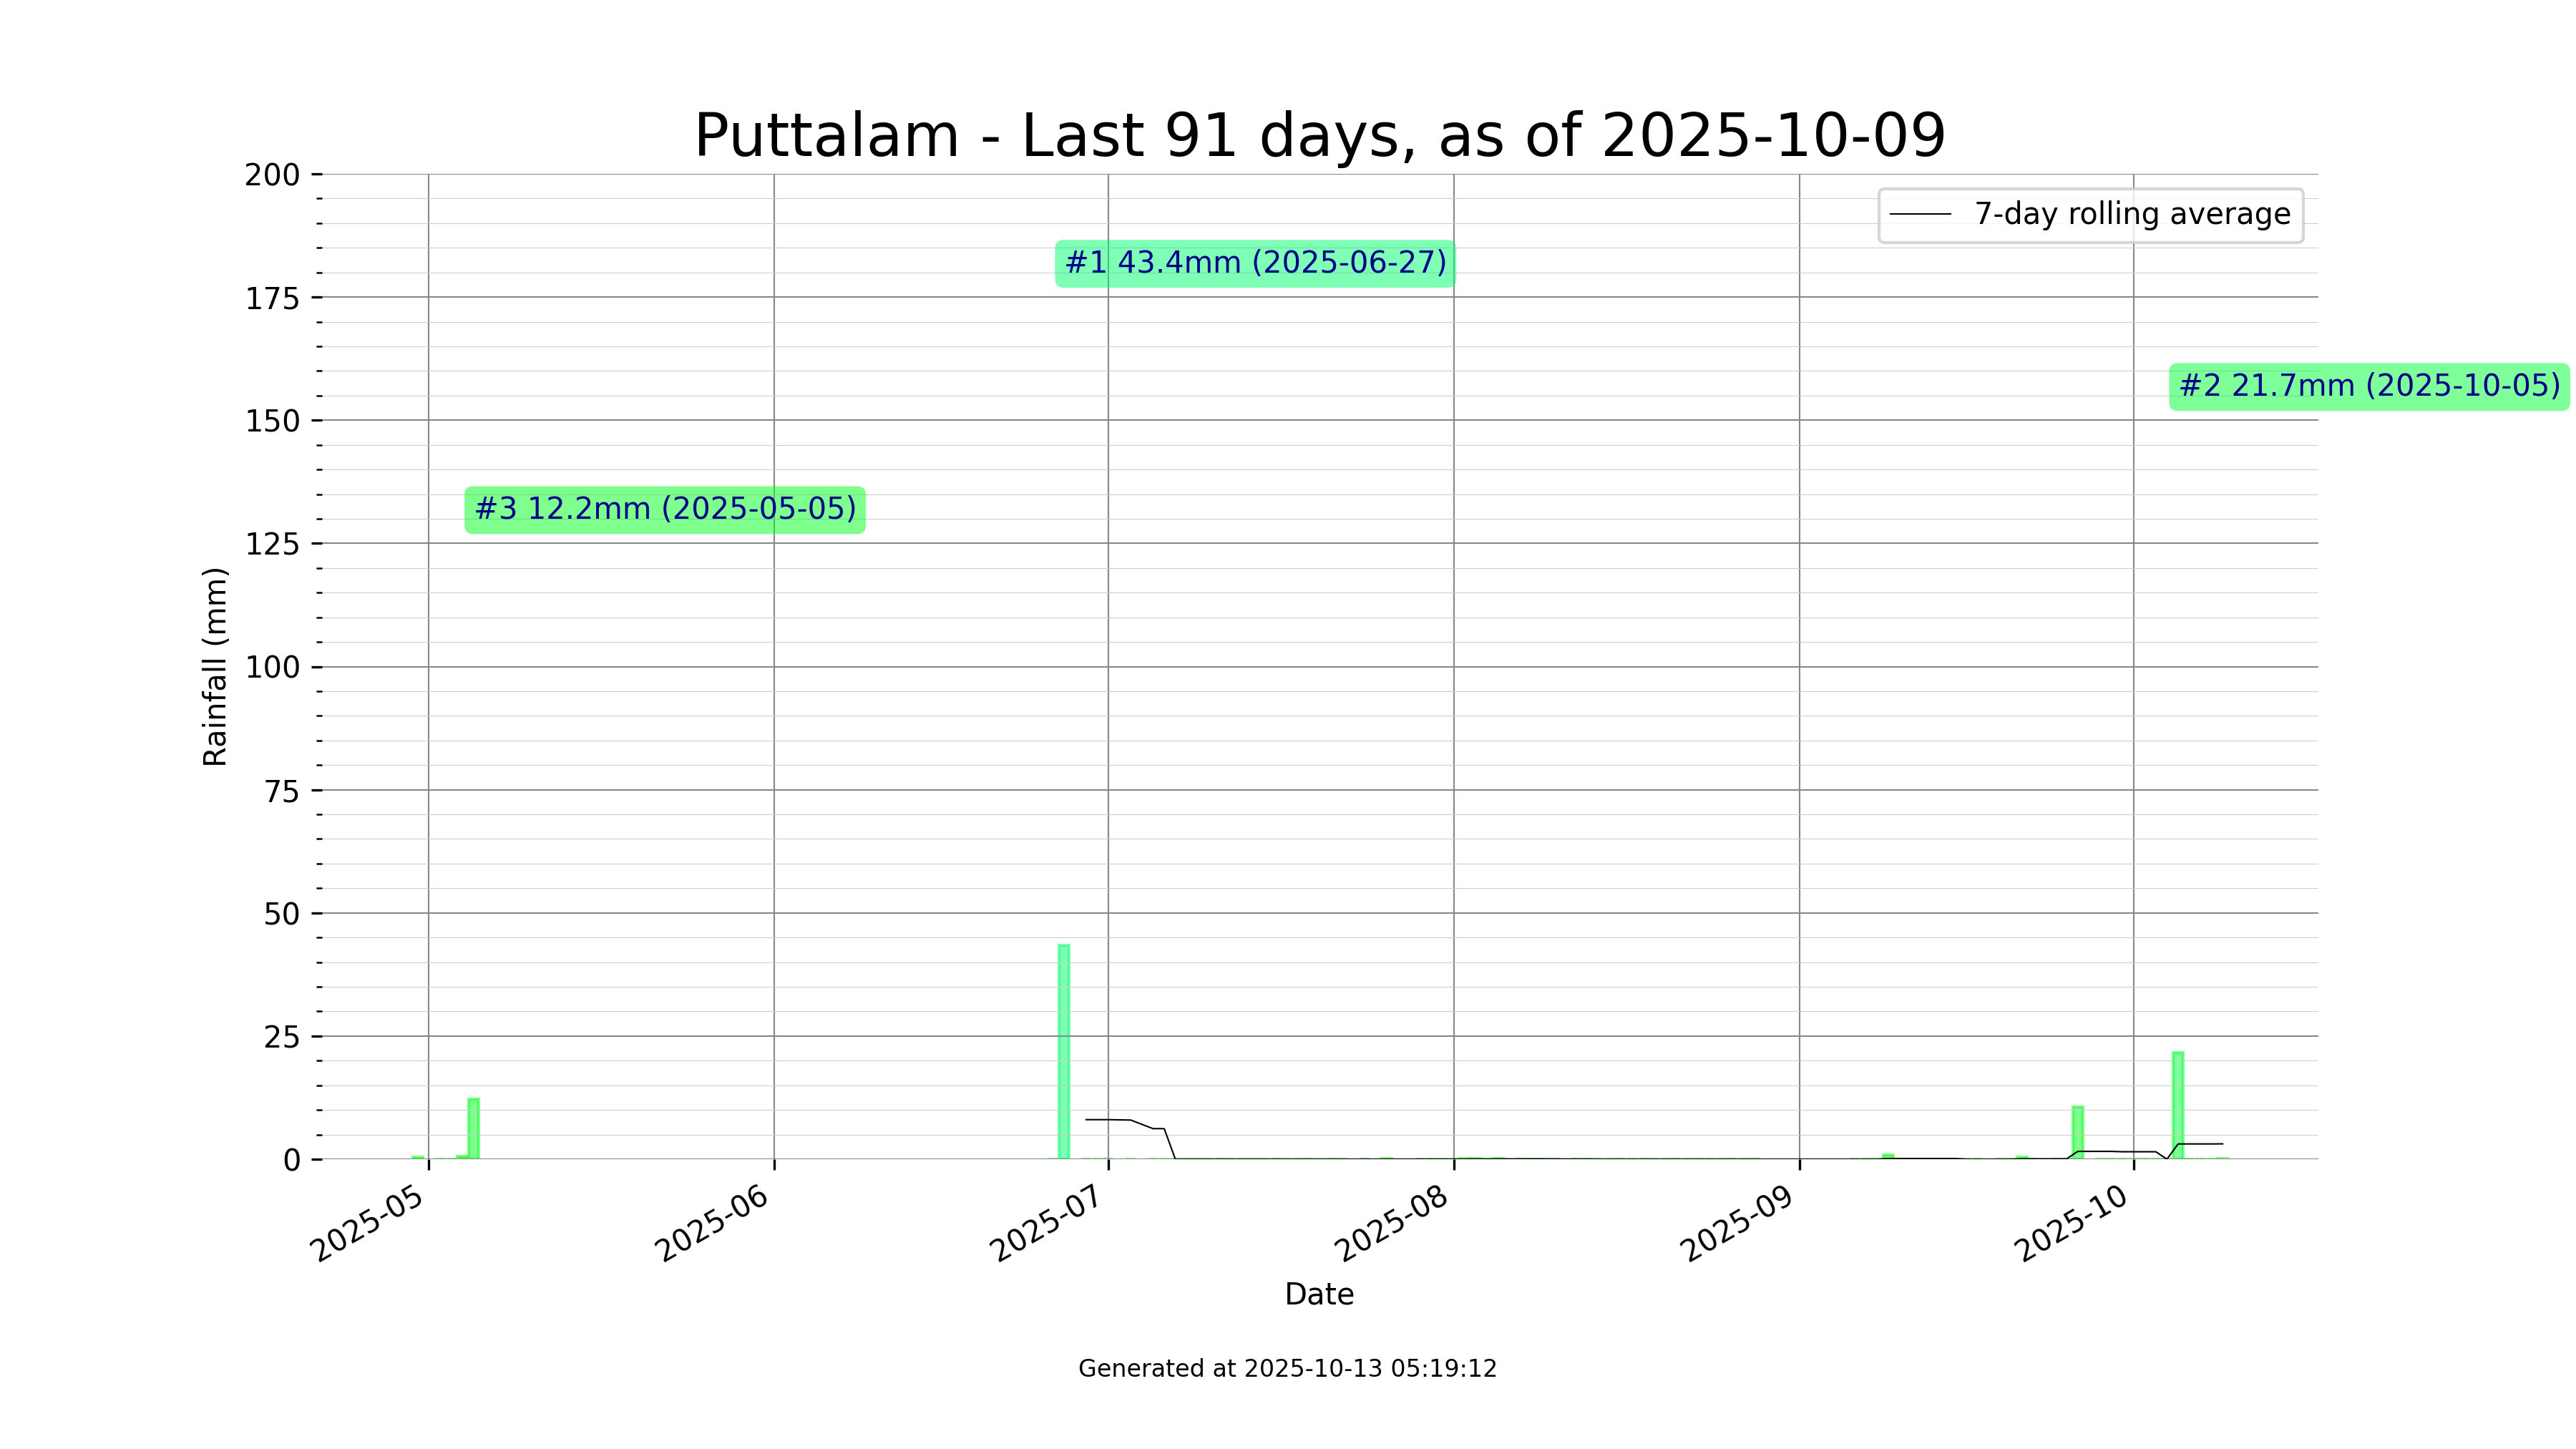 Puttalam - Last 91 days, as of 2025-10-09
7-day rolling average
#1 43.4mm (2025-06-27)
#2 21.7mm (2025-10-05)
#3 12.2mm (2025-05-05)
Rainfall (mm)
200
175
150
125
100
75
50
25
0
2025-05
2025-06
2025-07
2025-08
2025-09
2025-10
Date
Generated at 2025-10-13 05:19:12